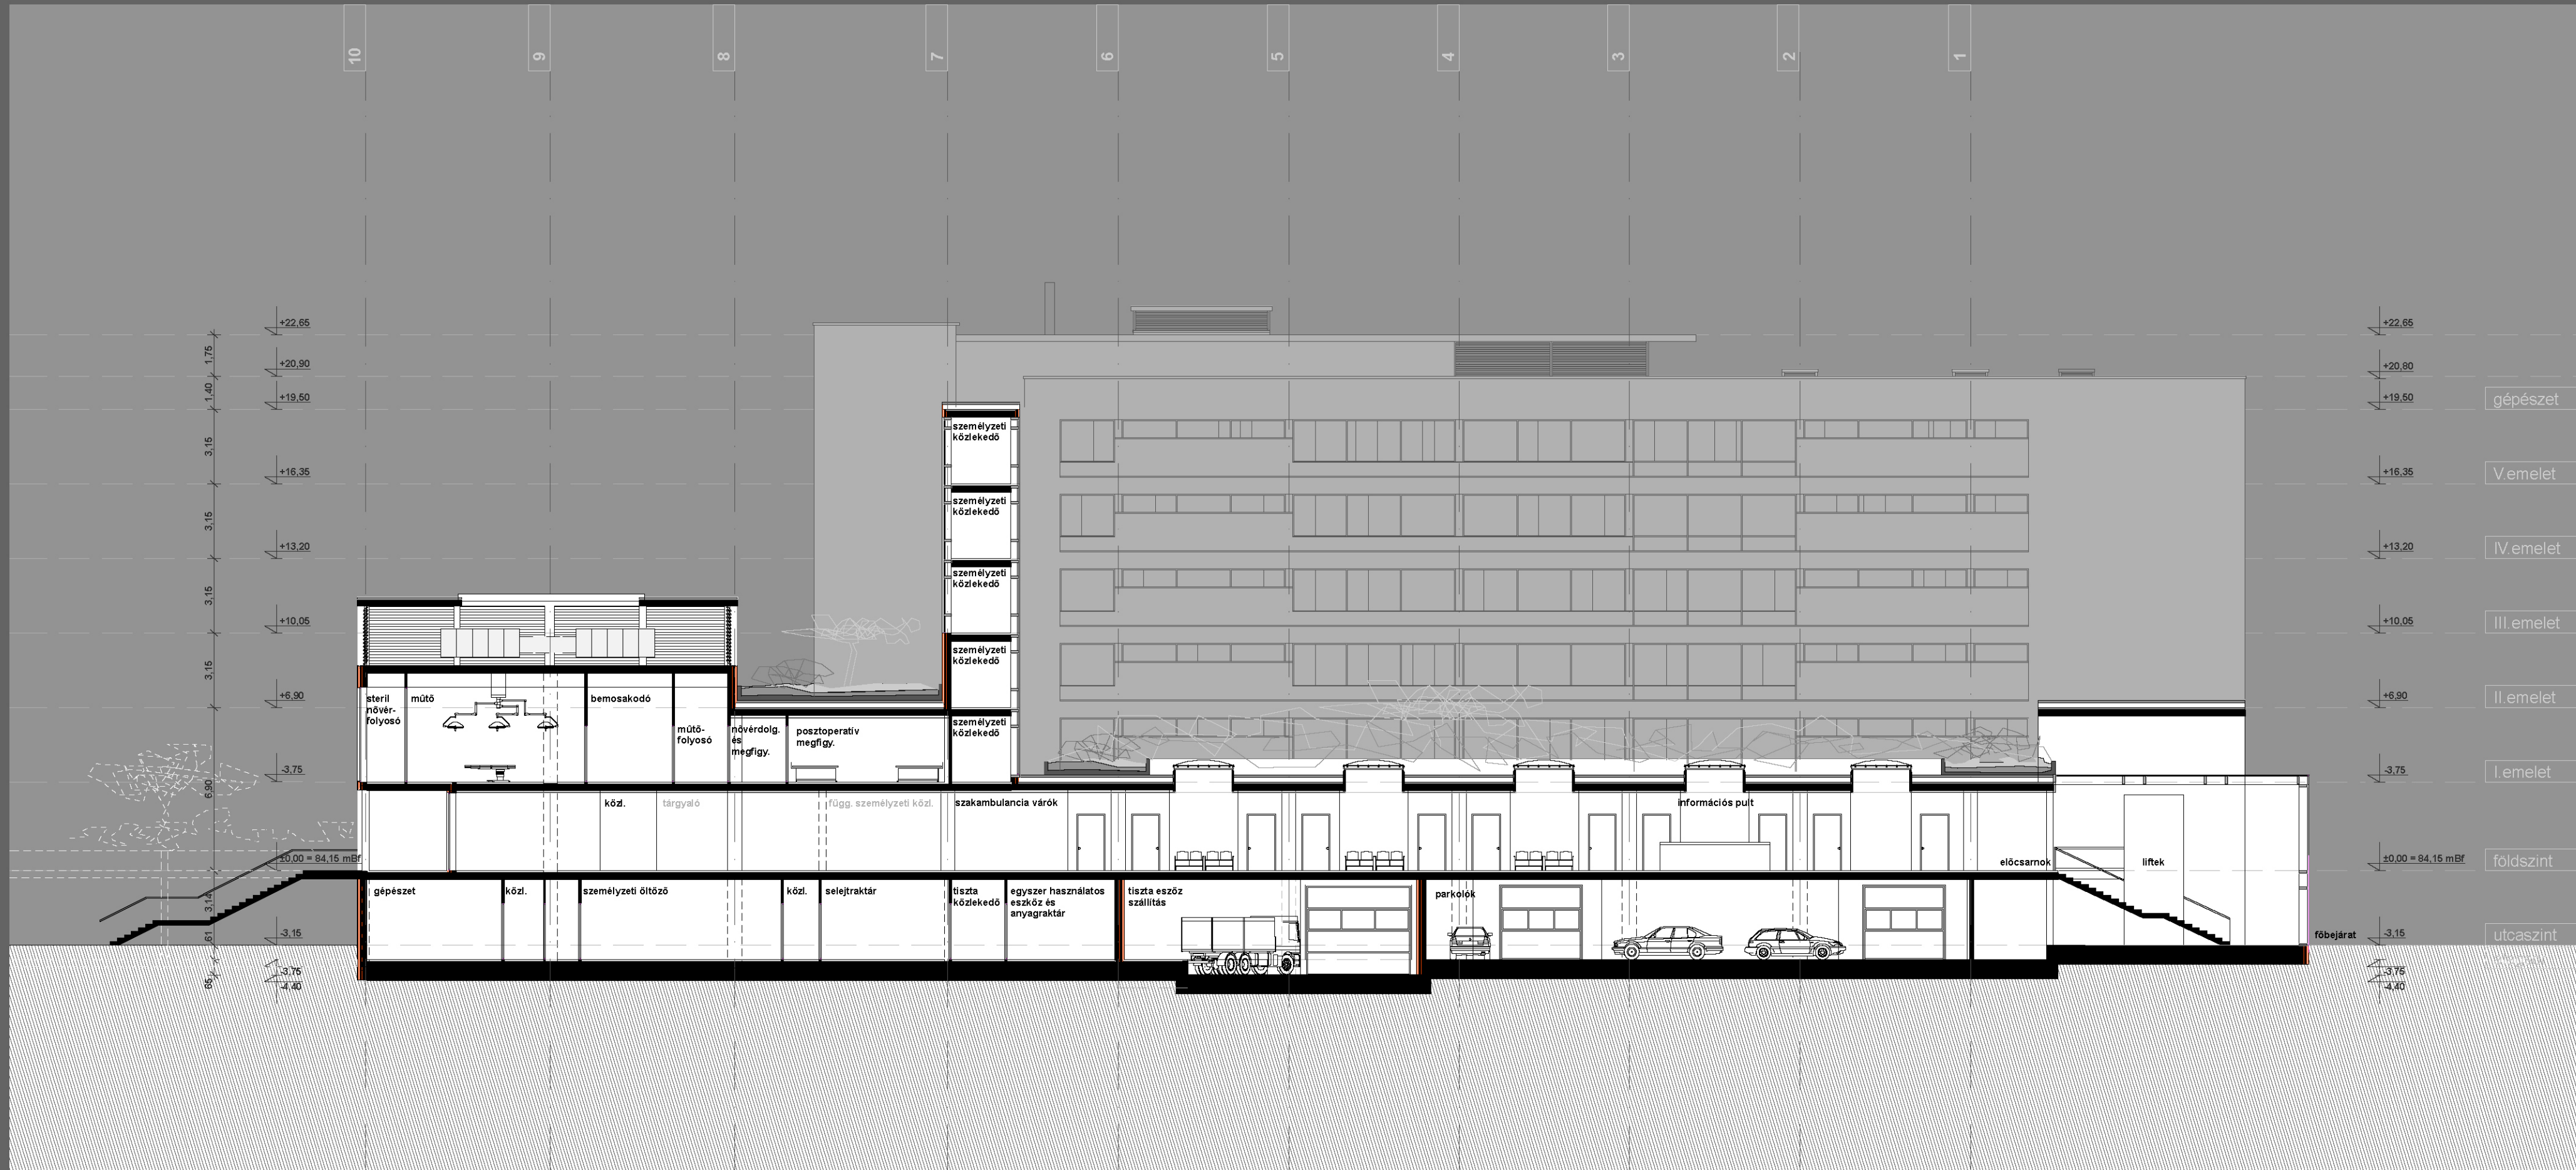 10
9
8
7
6
5
4
3
2
1
+22,65
+22,65
1,75
+20,90
+20,80
1,40
+19,50
+19,50
gépészet
személyzeti
közlekedő
3,15
+16,35
+16,35
V.emelet
személyzeti
közlekedő
3,15
+13,20
+13,20
IV.emelet
személyzeti
közlekedő
3,15
+10,05
+10,05
III.emelet
személyzeti
közlekedő
3,15
+6,90
+6,90
II.emelet
steril
nővér-
folyosó
műtő
bemosakodó
műtő-
folyosó
nővérdolg.
és
megfigy.
posztoperatív
megfigy.
személyzeti
közlekedő
-3,75
-3,75
I.emelet
6,90
közl.
tárgyaló
függ. személyzeti közl.
szakambulancia várók
információs pult
±0,00 = 84,15 mBf
előcsarnok
liftek
±0,00 = 84,15 mBf
földszint
gépészet
közl.
személyzeti öltöző
közl.
selejtraktár
tiszta
közlekedő
egyszer használatos
eszköz és
anyagraktár
tiszta eszöz
szállítás
parkolók
3,14
-3,15
főbejárat
-3,15
utcaszint
61
-3,75
-3,75
65
-4,40
-4,40